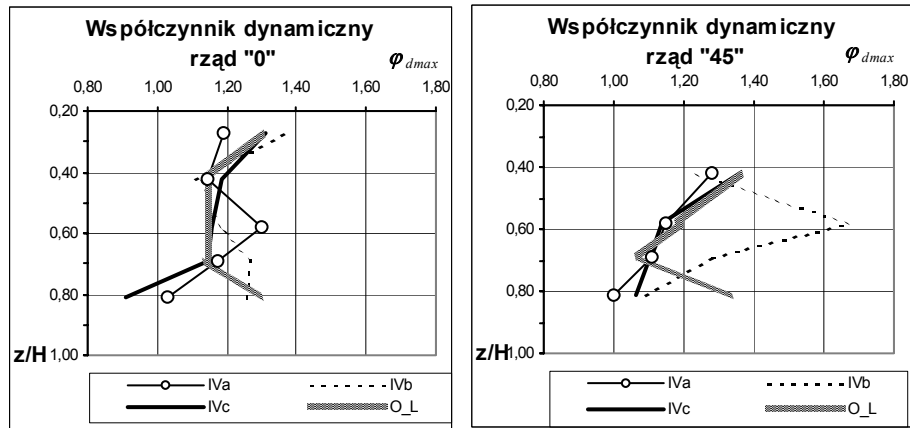 Współczynnik dynamiczny
rząd "0" φ dmax
0,80 1,00 1,20 1,40 1,60 1,80
0,20
0,40
0,60
0,80
z/H 1,00
IVa IVb
IVc O_L
Współczynnik dynamiczny
rząd "45" φ dmax
0,80 1,00 1,20 1,40 1,60 1,80
0,20
0,40
0,60
0,80
z/H 1,00
IVa IVb
IVc O_L